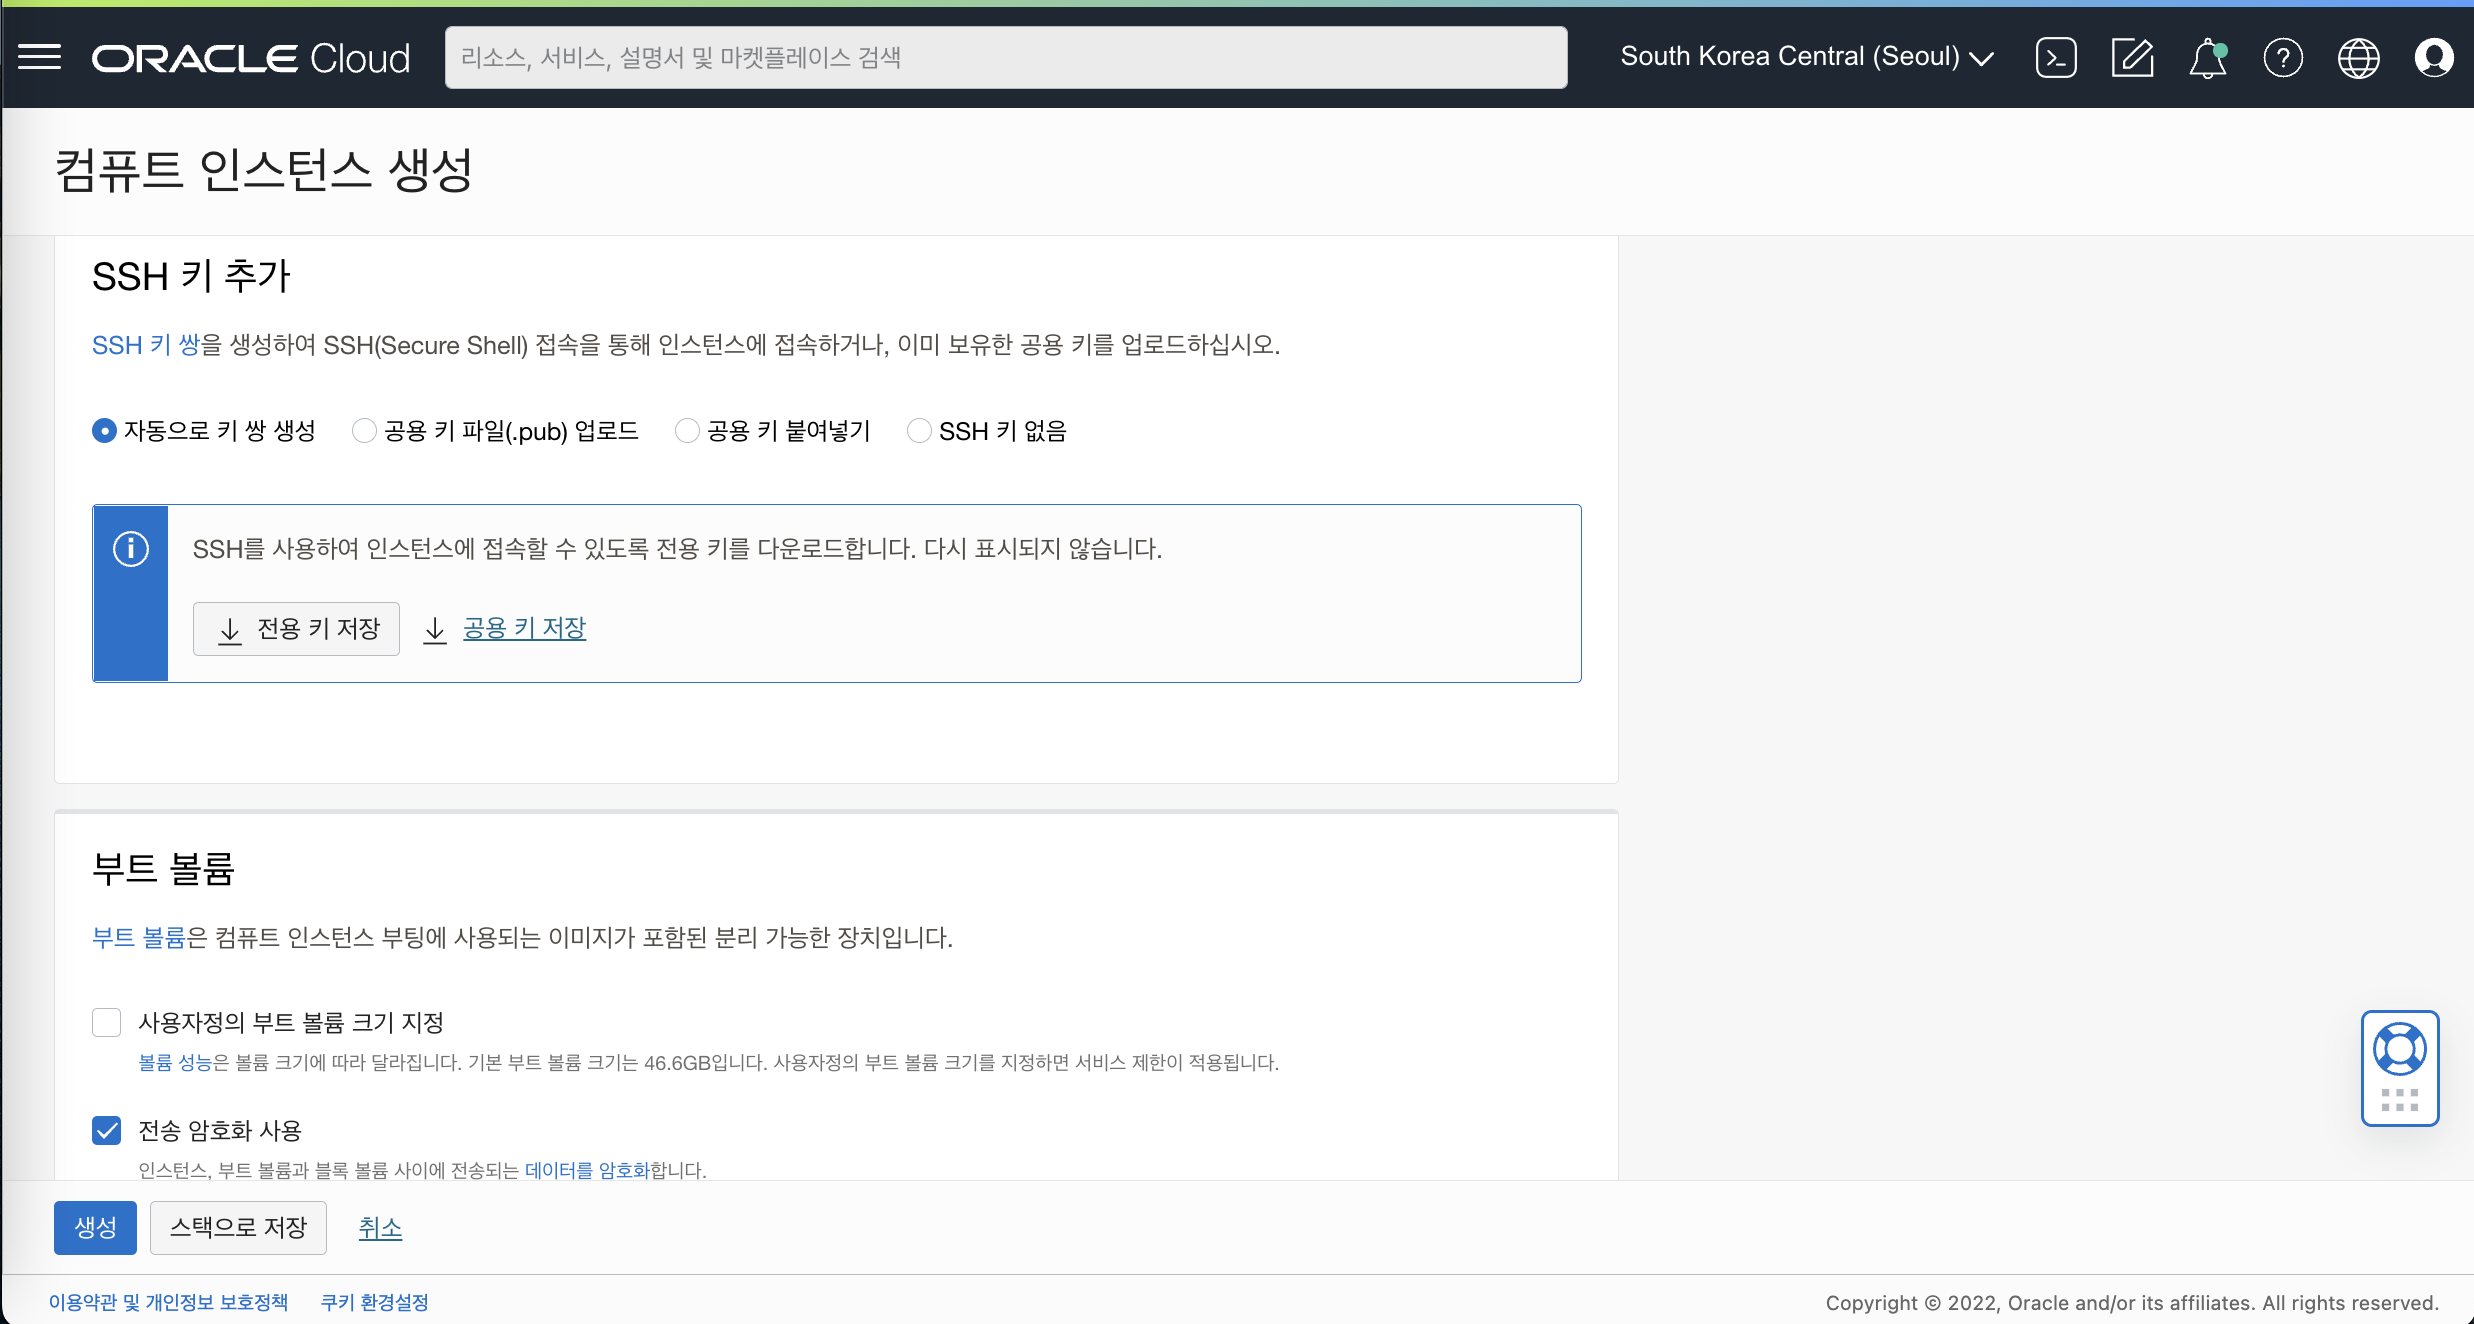 ORACLE Cloud
리소스, 서비스, 설명서 및 마켓플레이스 검색
South Korea Central (Seoul)
컴퓨트 인스턴스 생성
SSH 키 추가
SSH 키 쌍을 생성하여 SSH(Secure Shell) 접속을 통해 인스턴스에 접속하거나, 이미 보유한 공용 키를 업로드하십시오.
자동으로 키 쌍 생성 공용 키 파일(.pub) 업로드 공용 키 붙여넣기 SSH 키 없음
SSH를 사용하여 인스턴스에 접속할 수 있도록 전용 키를 다운로드합니다. 다시 표시되지 않습니다.
전용 키 저장 공용 키 저장
부트 볼륨
부트 볼륨은 컴퓨트 인스턴스 부팅에 사용되는 이미지가 포함된 분리 가능한 장치입니다.
사용자정의 부트 볼륨 크기 지정
볼륨 성능은 볼륨 크기에 따라 달라집니다. 기본 부트 볼륨 크기는 46.6GB입니다. 사용자정의 부트 볼륨 크기를 지정하면 서비스 제한이 적용됩니다.
전송 암호화 사용
인스턴스, 부트 볼륨과 블록 볼륨 사이에 전송되는 데이터를 암호화합니다.
생성 스택으로 저장 취소
이용약관 및 개인정보 보호정책 쿠키 환경설정
Copyright © 2022, Oracle and/or its affiliates. All rights reserved.